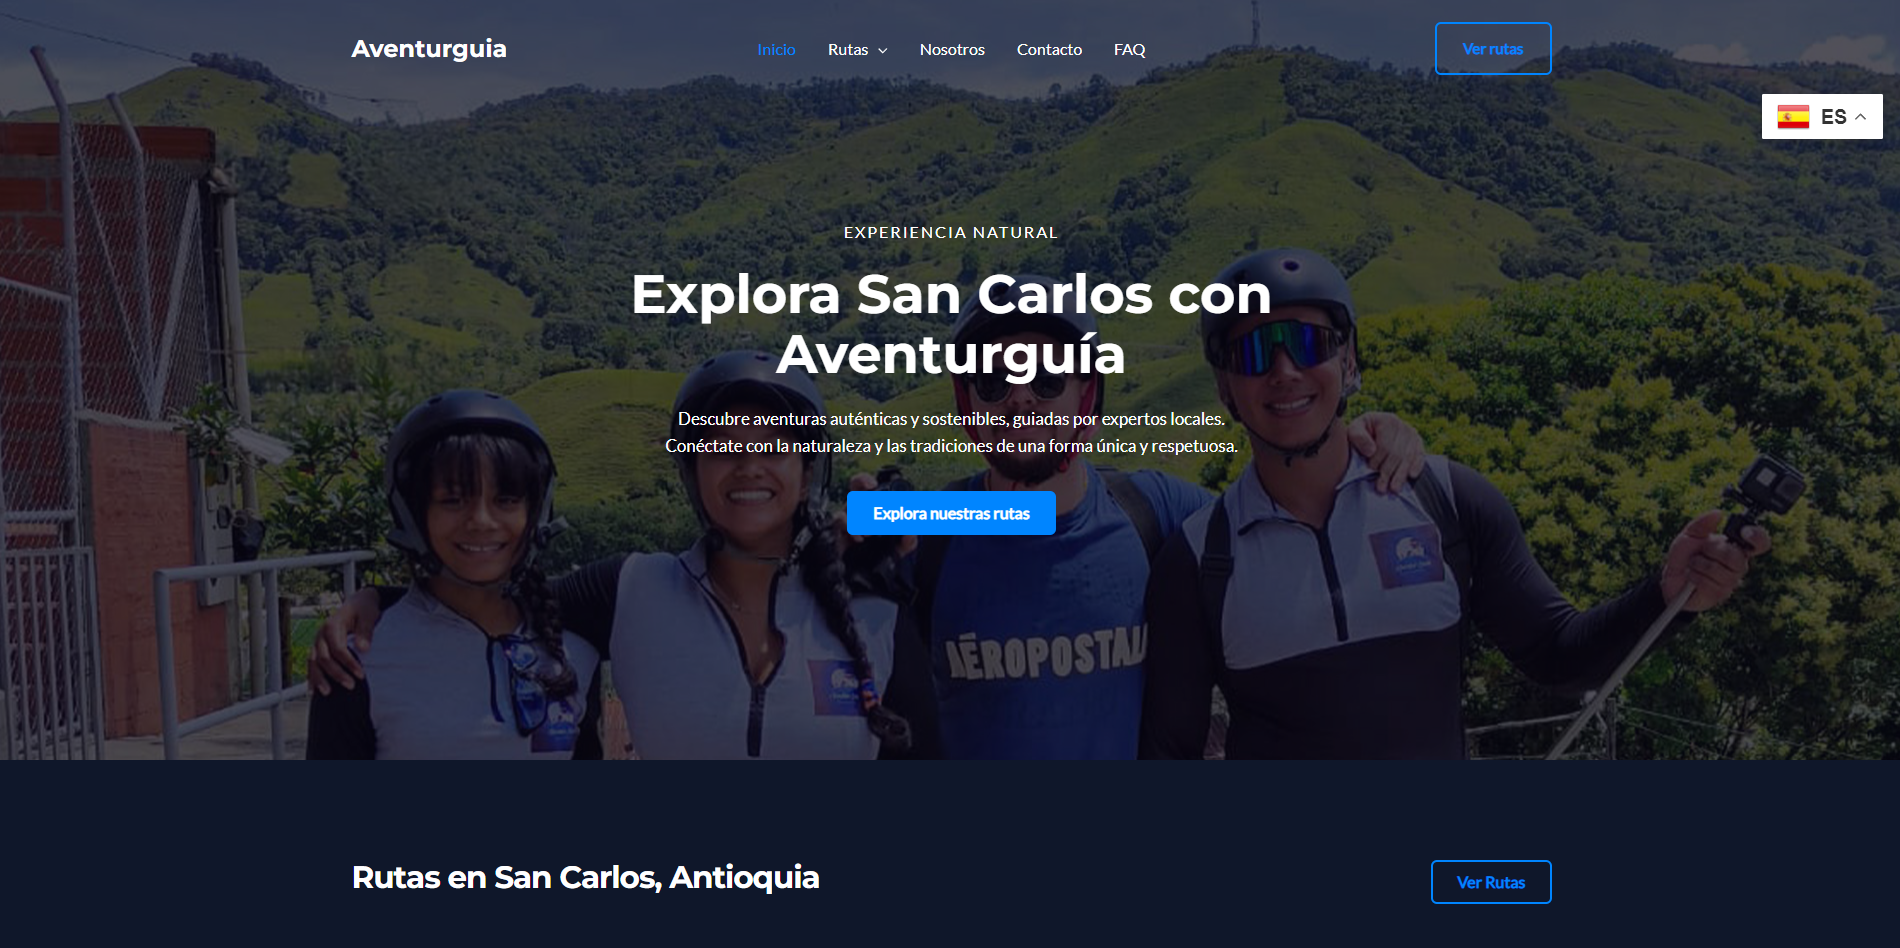 Aventurguia
Inicio
Rutas
Nosotros
Contacto
FAQ
Ver rutas
ES
EXPERIENCIA NATURAL
Explora San Carlos con
Aventurguía
Descubre aventuras auténticas y sostenibles, guiadas por expertos locales.
Conéctate con la naturaleza y las tradiciones de una forma única y respetuosa.
Explora nuestras rutas
AÉROPOSTAL
Rutas en San Carlos, Antioquia
Ver Rutas